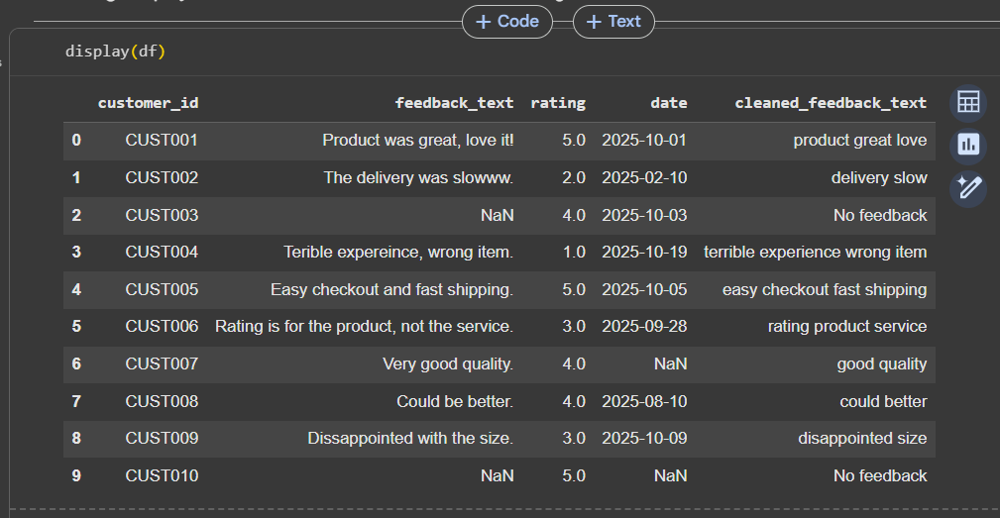 + Code + Text
display(df)
customer_id feedback_text rating date cleaned_feedback_text
0 CUST001 Product was great, love it! 5.0 2025-10-01 product great love
1 CUST002 The delivery was slowww. 2.0 2025-02-10 delivery slow
2 CUST003 NaN 4.0 2025-10-03 No feedback
3 CUST004 Terible expereince, wrong item. 1.0 2025-10-19 terrible experience wrong item
4 CUST005 Easy checkout and fast shipping. 5.0 2025-10-05 easy checkout fast shipping
5 CUST006 Rating is for the product, not the service. 3.0 2025-09-28 rating product service
6 CUST007 Very good quality. 4.0 NaN good quality
7 CUST008 Could be better. 4.0 2025-08-10 could better
8 CUST009 Dissappointed with the size. 3.0 2025-10-09 disappointed size
9 CUST010 NaN 5.0 NaN No feedback